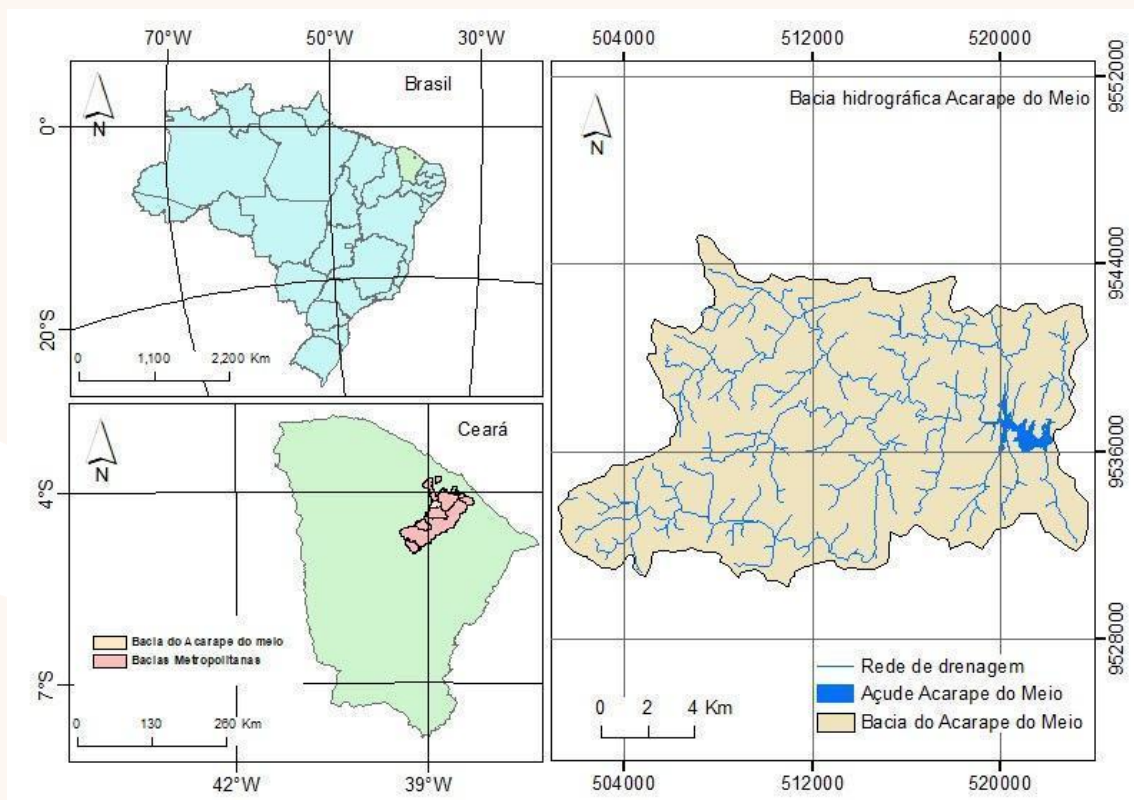 70°W 50°W 30°W
Brasil
N
0°
20°S
0 1,100 2,200 Km
Ceará
N
4°S
7°S
Bacia do Acarape do meio
Bacias Metropolitanas
0 130 260 Km
42°W 39°W
504000 512000 520000
Bacia hidrográfica Acarape do Meio
N
9552000
9544000
9536000
9528000
Rede de drenagem
Açude Acarape do Meio
Bacia do Acarape do Meio
0 2 4 Km
504000 512000 520000